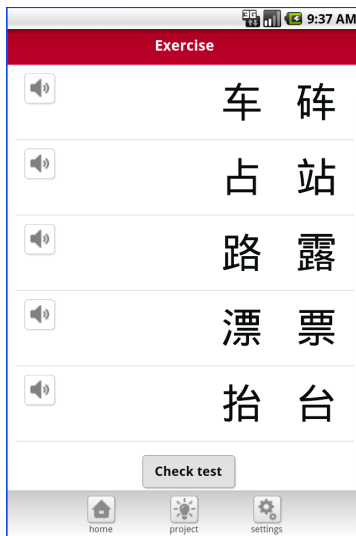 3G 9:37 AM
Exercise
车 砗
占 站
路 露
漂 票
抬 台
Check test
home project settings